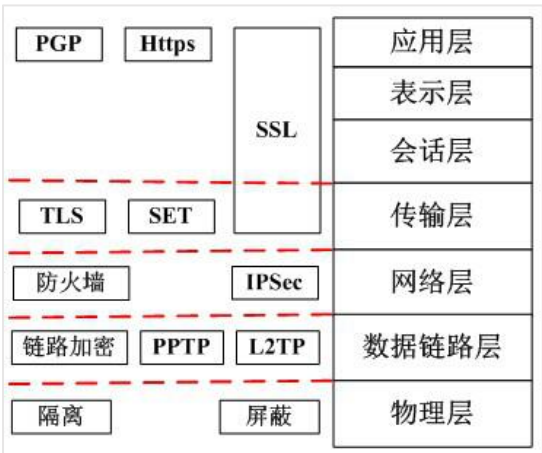 PGP Https 应用层
表示层
SSL
会话层
TLS SET 传输层
防火墙 IPSec 网络层
链路加密 PPTP L2TP 数据链路层
隔离 屏蔽 物理层